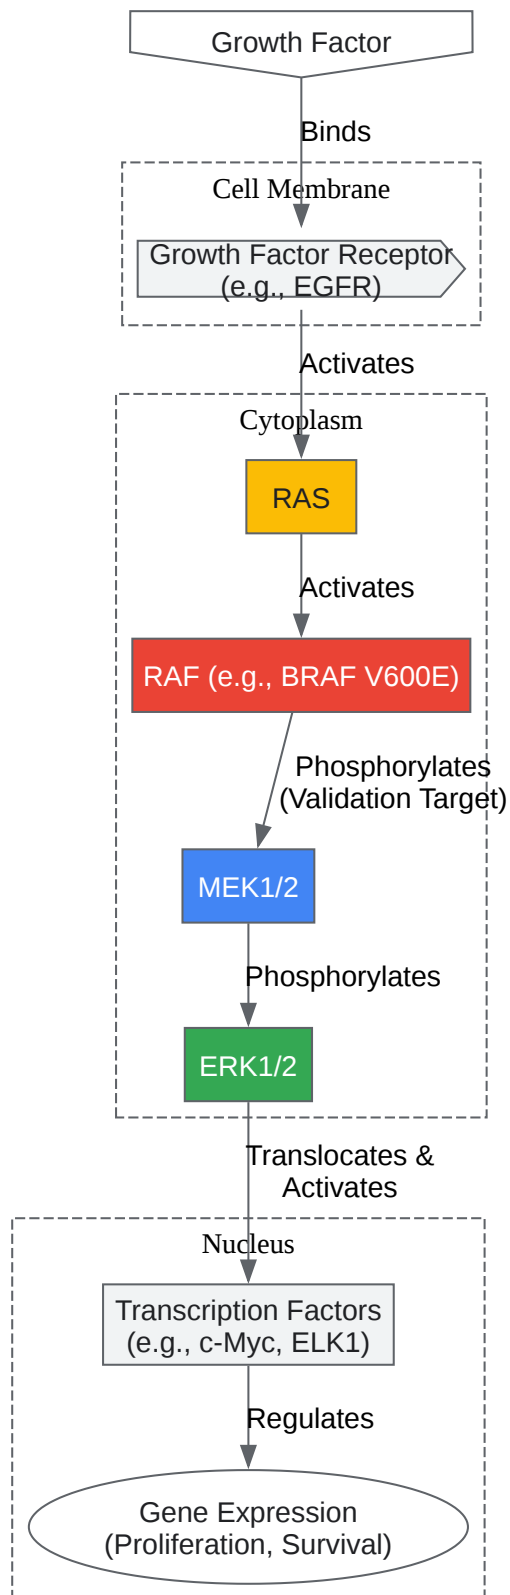 Growth Factor
Binds
Cell Membrane
Growth Factor Receptor
(e.g., EGFR)
Activates
Cytoplasm
RAS
Activates
RAF (e.g., BRAF V600E)
Phosphorylates
(Validation Target)
MEK1/2
Phosphorylates
ERK1/2
Translocates &
Activates
Nucleus
Transcription Factors
(e.g., c-Myc, ELK1)
Regulates
Gene Expression
(Proliferation, Survival)